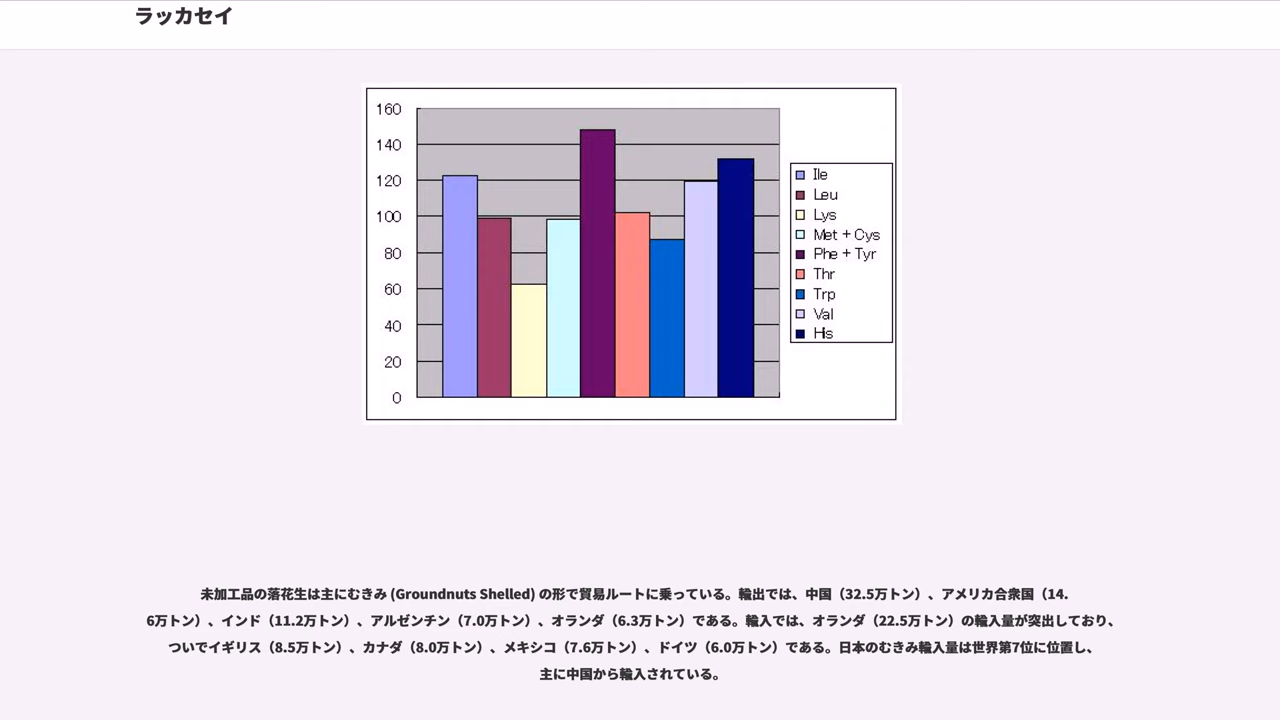 ラッカセイ
160
140
120
100
80
60
40
20
0
Ile
Leu
Lys
Met + Cys
Phe + Tyr
Thr
Trp
Val
His
未加工品の落花生は主にむきみ (Groundnuts Shelled) の形で貿易ルートに乗っている。輸出では、中国（32.5万トン）、アメリカ合衆国（14.
6万トン）、インド（11.2万トン）、アルゼンチン（7.0万トン）、オランダ（6.3万トン）である。輸入では、オランダ（22.5万トン）の輸入量が突出しており、
ついでイギリス（8.5万トン）、カナダ（8.0万トン）、メキシコ（7.6万トン）、ドイツ（6.0万トン）である。日本のむきみ輸入量は世界第7位に位置し、
主に中国から輸入されている。